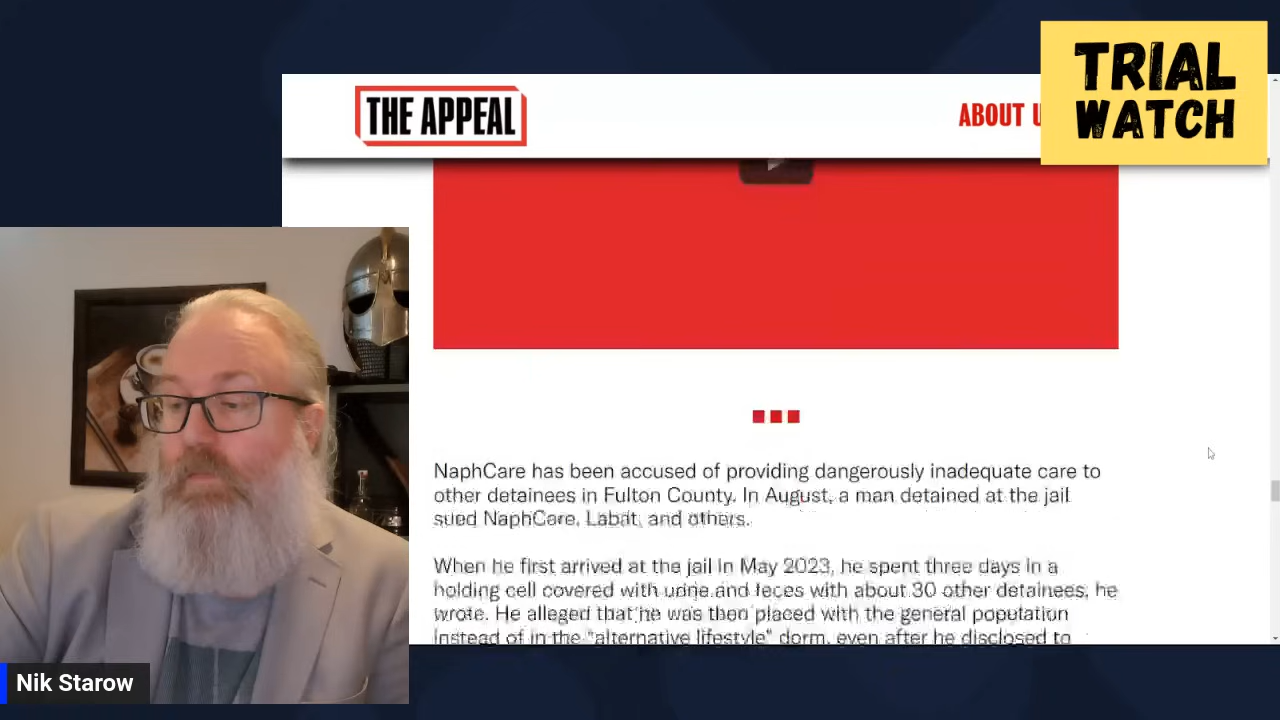 TRIAL
WATCH
THE APPEAL
ABOUT U
NaphCare has been accused of providing dangerously inadequate care to
other detainees in Fulton County. In August, a man detained at the jail
sued NaphCare, Labat, and others.
When he first arrived at the jail in May 2023, he spent three days in a
holding cell covered with urine and feces with about 30 other detainees, he
wrote. He alleged that he was then placed with the general population
instead of in the "alternative lifestyle" dorm, even after he disclosed to
Nik Starow